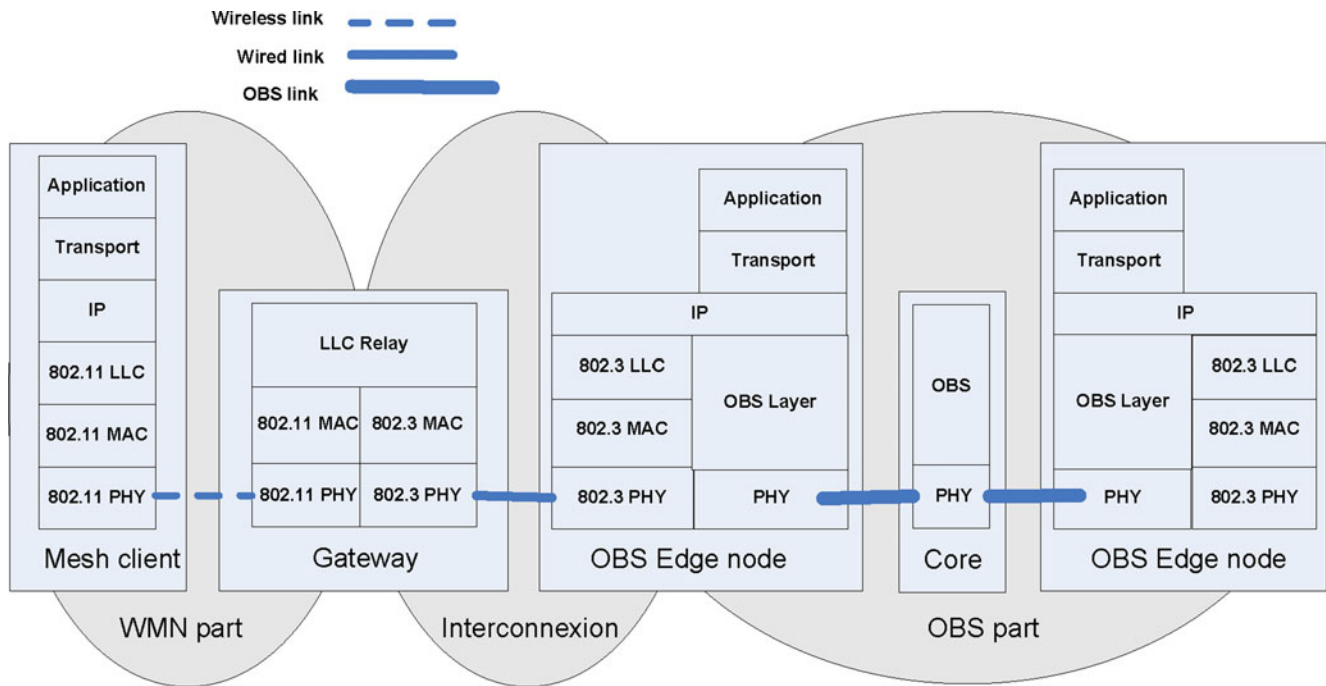 Wireless link
Wired link
OBS link
Application
Transport
IP
802.11 LLC
802.11 MAC
802.11 PHY
Mesh client
LLC Relay
802.11 MAC
802.3 MAC
802.11 PHY
802.3 PHY
Gateway
Application
Transport
IP
802.3 LLC
OBS Layer
802.3 MAC
802.3 PHY
PHY
OBS Edge node
OBS
PHY
Core
Application
Transport
IP
OBS Layer
802.3 LLC
802.3 MAC
PHY
802.3 PHY
OBS Edge node
WMN part
Interconnexion
OBS part